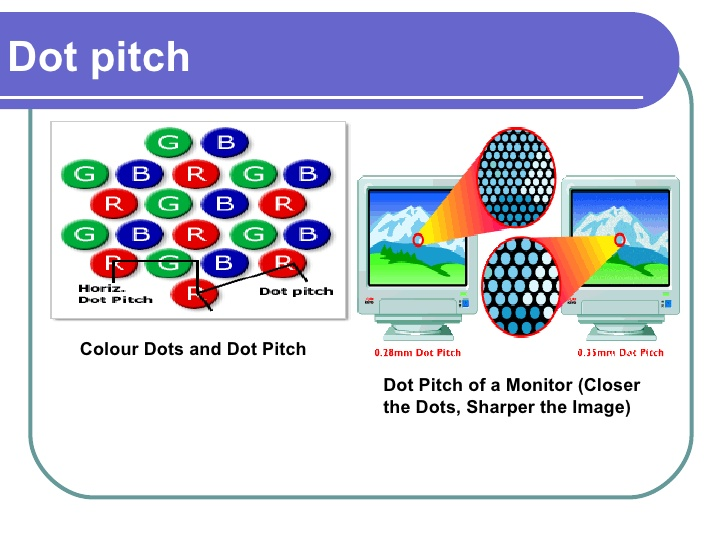 Dot pitch
G B
G B R G B
R G B R
G B R G B
R G B R
R
Horiz.
Dot Pitch
Dot pitch
Colour Dots and Dot Pitch
0.28mm Dot Pitch
0.35mm Dot Pitch
Dot Pitch of a Monitor (Closer
the Dots, Sharper the Image)